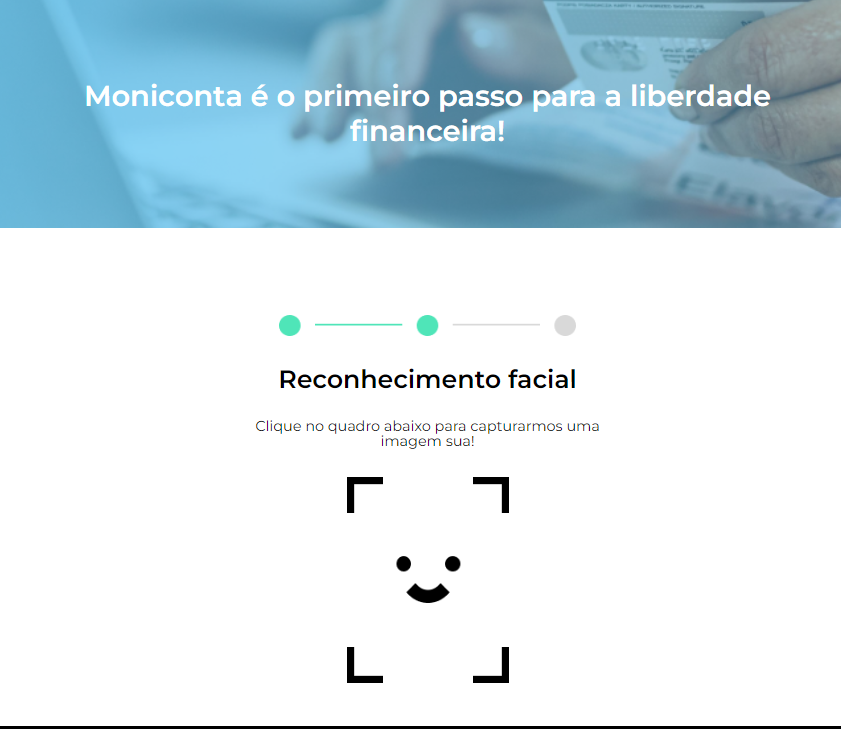 Moniconta é o primeiro passo para a liberdade
financeira!
Reconhecimento facial
Clique no quadro abaixo para capturarmos uma
imagem sua!